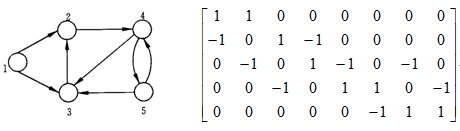 2
4
1
3
5
1 1 0 0 0 0 0 0
-1 0 1 -1 0 0 0 0
0 -1 0 1 -1 0 -1 0
0 0 -1 0 1 1 0 -1
0 0 0 0 0 -1 1 1